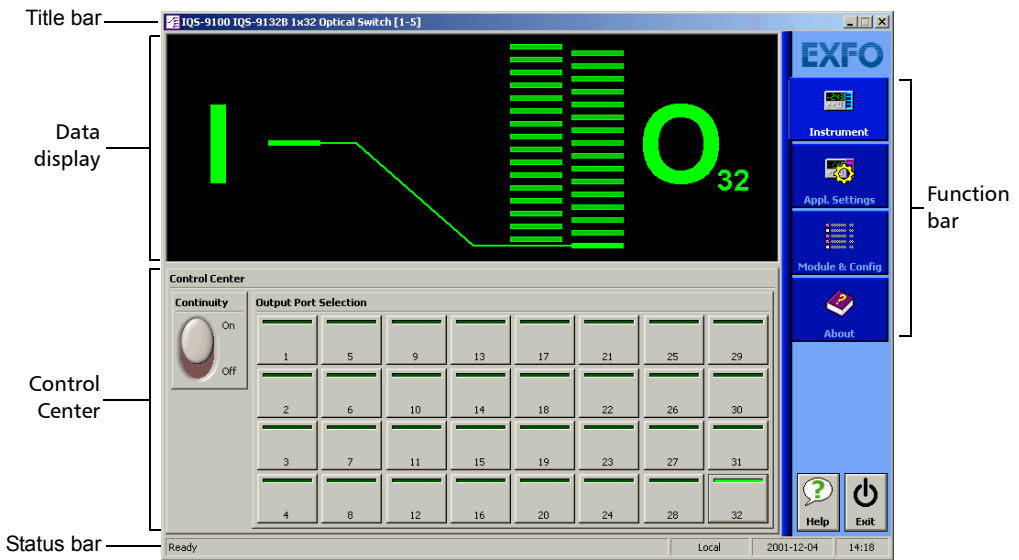 Title bar
IQS-9100 IQS-9132B 1x32 Optical Switch [1-5]
Data
display
I
O
32
EXFO
Instrument
Appl. Settings
Module & Config
About
Function
bar
Control
Center
Control Center
Continuity
On
Off
Output Port Selection
1 5 9 13 17 21 25 29
2 6 10 14 18 22 26 30
3 7 11 15 19 23 27 31
4 8 12 16 20 24 28 32
Help
Exit
Status bar
Ready
Local
2001-12-04
14:18